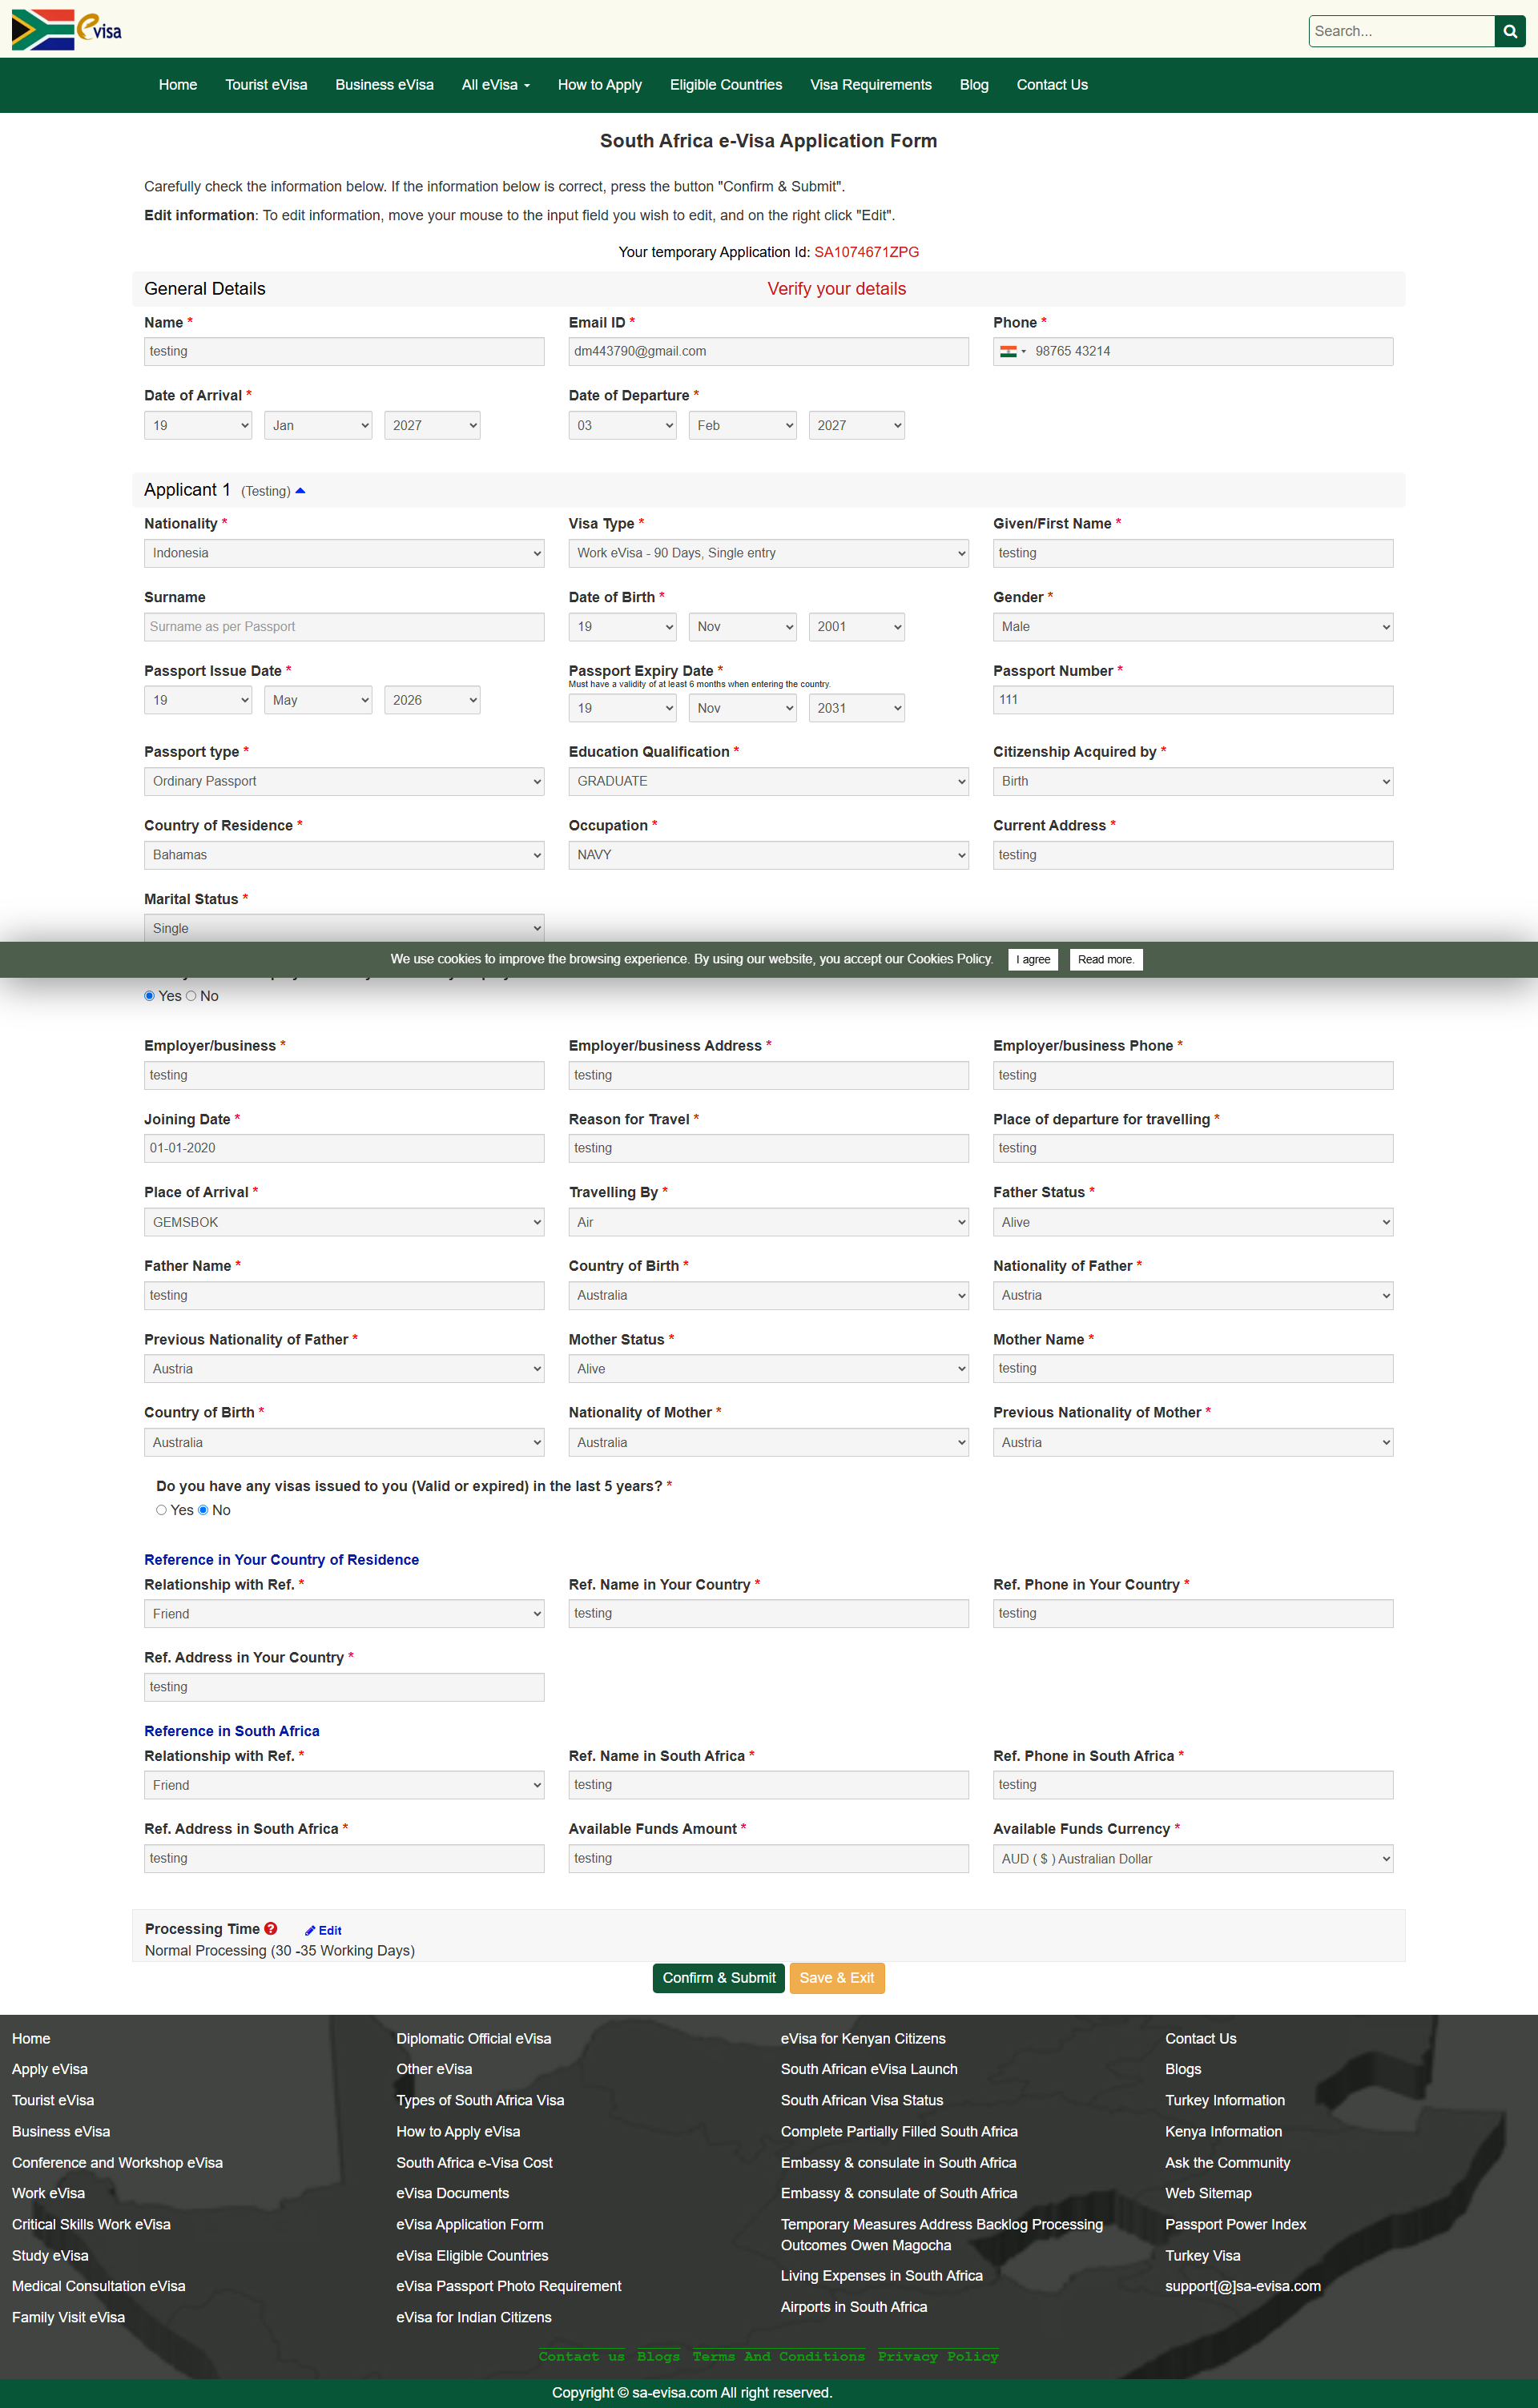 evisa
Search...
Home Tourist eVisa Business eVisa All eVisa How to Apply Eligible Countries Visa Requirements Blog Contact Us
South Africa e-Visa Application Form
Carefully check the information below. If the information below is correct, press the button "Confirm & Submit".
Edit information: To edit information, move your mouse to the input field you wish to edit, and on the right click "Edit".
Your temporary Application Id: SA1074671ZPG
General Details Verify your details
Name * Email ID * Phone *
testing dm443790@gmail.com 98765 43214
Date of Arrival * Date of Departure *
19 Jan 2027 03 Feb 2027
Applicant 1 (Testing)
Nationality * Visa Type * Given/First Name *
Indonesia Work eVisa - 90 Days, Single entry testing
Surname Date of Birth * Gender *
Surname as per Passport 19 Nov 2001 Male
Passport Issue Date * Passport Expiry Date * Passport Number *
Must have a validity of at least 6 months when entering the country.
19 May 2026 19 Nov 2031 111
Passport type * Education Qualification * Citizenship Acquired by *
Ordinary Passport GRADUATE Birth
Country of Residence * Occupation * Current Address *
Bahamas NAVY testing
Marital Status *
Single
We use cookies to improve the browsing experience. By using our website, you accept our Cookies Policy. I agree Read more.
Yes No
Employer/business * Employer/business Address * Employer/business Phone *
testing testing testing
Joining Date * Reason for Travel * Place of departure for travelling *
01-01-2020 testing testing
Place of Arrival * Travelling By * Father Status *
GEMSBOK Air Alive
Father Name * Country of Birth * Nationality of Father *
testing Australia Austria
Previous Nationality of Father * Mother Status * Mother Name *
Austria Alive testing
Country of Birth * Nationality of Mother * Previous Nationality of Mother *
Australia Australia Austria
Do you have any visas issued to you (Valid or expired) in the last 5 years? *
Yes No
Reference in Your Country of Residence
Relationship with Ref. * Ref. Name in Your Country * Ref. Phone in Your Country *
Friend testing testing
Ref. Address in Your Country *
testing
Reference in South Africa
Relationship with Ref. * Ref. Name in South Africa * Ref. Phone in South Africa *
Friend testing testing
Ref. Address in South Africa * Available Funds Amount * Available Funds Currency *
testing testing AUD ( $ ) Australian Dollar
Processing Time ? Edit
Normal Processing (30 -35 Working Days)
Confirm & Submit Save & Exit
Home
Apply eVisa
Tourist eVisa
Business eVisa
Conference and Workshop eVisa
Work eVisa
Critical Skills Work eVisa
Study eVisa
Medical Consultation eVisa
Family Visit eVisa
Diplomatic Official eVisa
Other eVisa
Types of South Africa Visa
How to Apply eVisa
South Africa e-Visa Cost
eVisa Documents
eVisa Application Form
eVisa Eligible Countries
eVisa Passport Photo Requirement
eVisa for Indian Citizens
eVisa for Kenyan Citizens
South African eVisa Launch
South African Visa Status
Complete Partially Filled South Africa
Embassy & consulate in South Africa
Embassy & consulate of South Africa
Temporary Measures Address Backlog Processing
Outcomes Owen Magocha
Living Expenses in South Africa
Airports in South Africa
Contact Us
Blogs
Turkey Information
Kenya Information
Ask the Community
Web Sitemap
Passport Power Index
Turkey Visa
support[@]sa-evisa.com
Contact us Blogs Terms And Conditions Privacy Policy
Copyright © sa-evisa.com All right reserved.